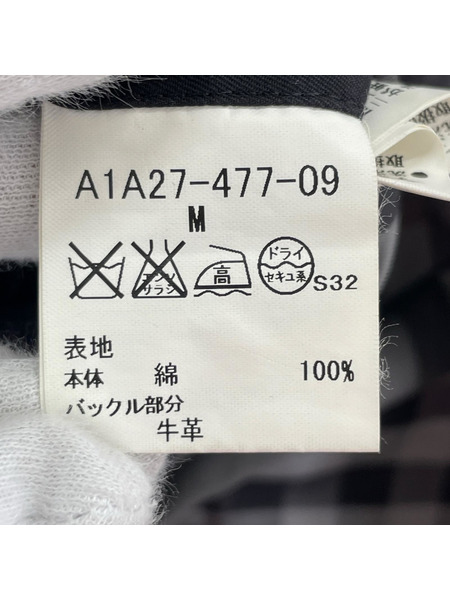 A1A27-477-09
M
エンソ
サラシ
高
ドライ
セキユ系
S32
表地
本体 綿 100%
バックル部分
牛革